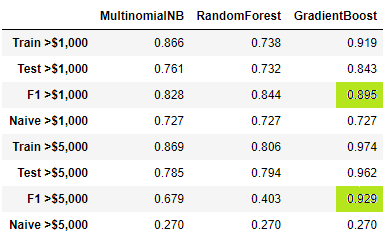 MultinomialNB RandomForest GradientBoost
Train >$1,000 0.866 0.738 0.919
Test >$1,000 0.761 0.732 0.843
F1 >$1,000 0.828 0.844 0.895
Naive >$1,000 0.727 0.727 0.727
Train >$5,000 0.869 0.806 0.974
Test >$5,000 0.785 0.794 0.962
F1 >$5,000 0.679 0.403 0.929
Naive >$5,000 0.270 0.270 0.270